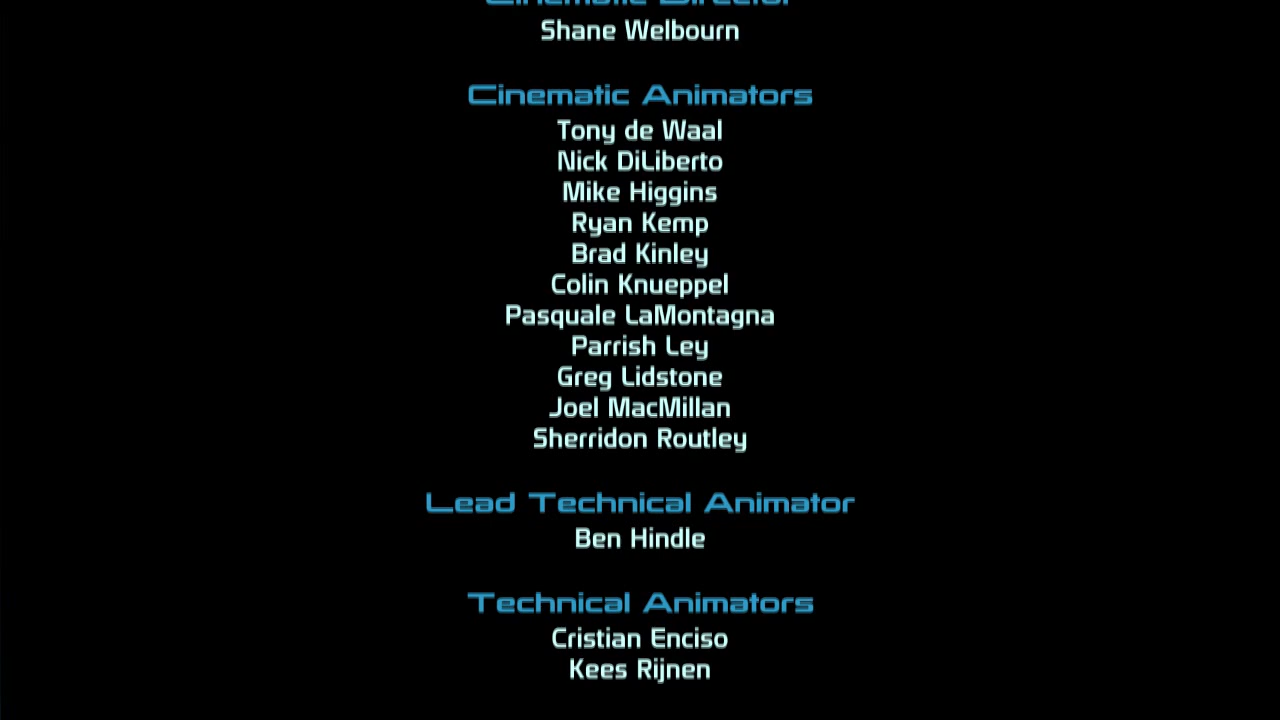 Cinematic Director
Shane Welbourn
Cinematic Animators
Tony de Waal
Nick DiLiberto
Mike Higgins
Ryan Kemp
Brad Kinley
Colin Knueppel
Pasquale LaMontagna
Parrish Ley
Greg Lidstone
Joel MacMillan
Sherridon Routley
Lead Technical Animator
Ben Hindle
Technical Animators
Cristian Enciso
Kees Rijnen